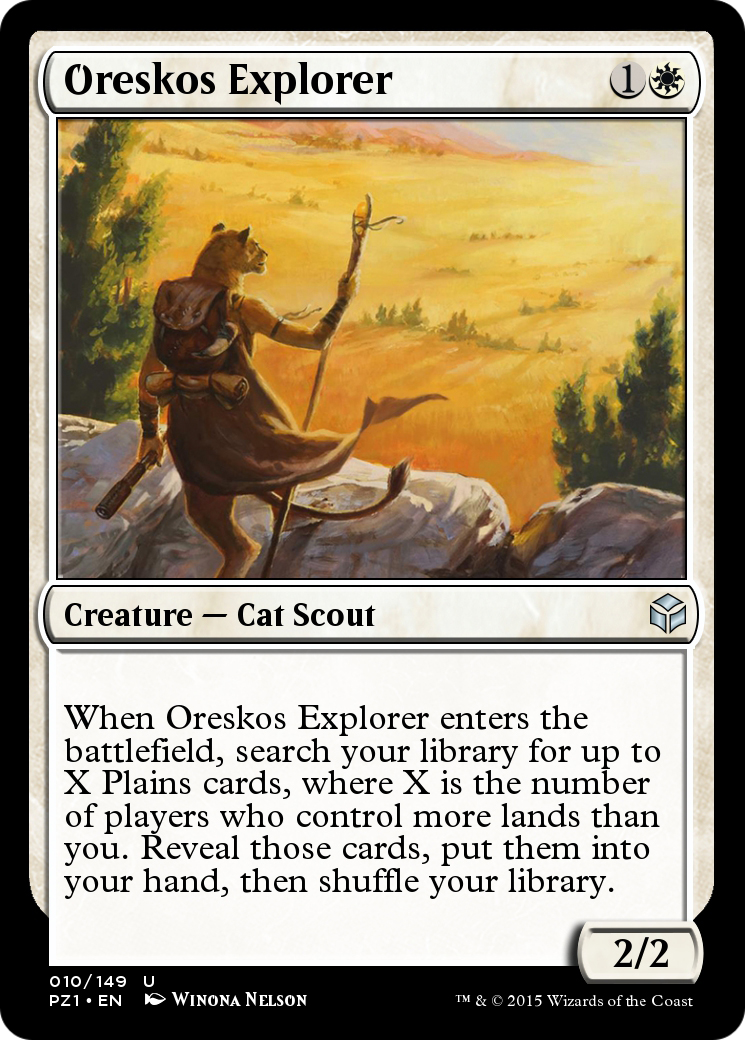 Oreskos Explorer 1
Creature — Cat Scout
When Oreskos Explorer enters the
battlefield, search your library for up to
X Plains cards, where X is the number
of players who control more lands than
you. Reveal those cards, put them into
your hand, then shuffle your library.
2/2
010/149 U
PZ1 • EN Winona Nelson ™ & © 2015 Wizards of the Coast